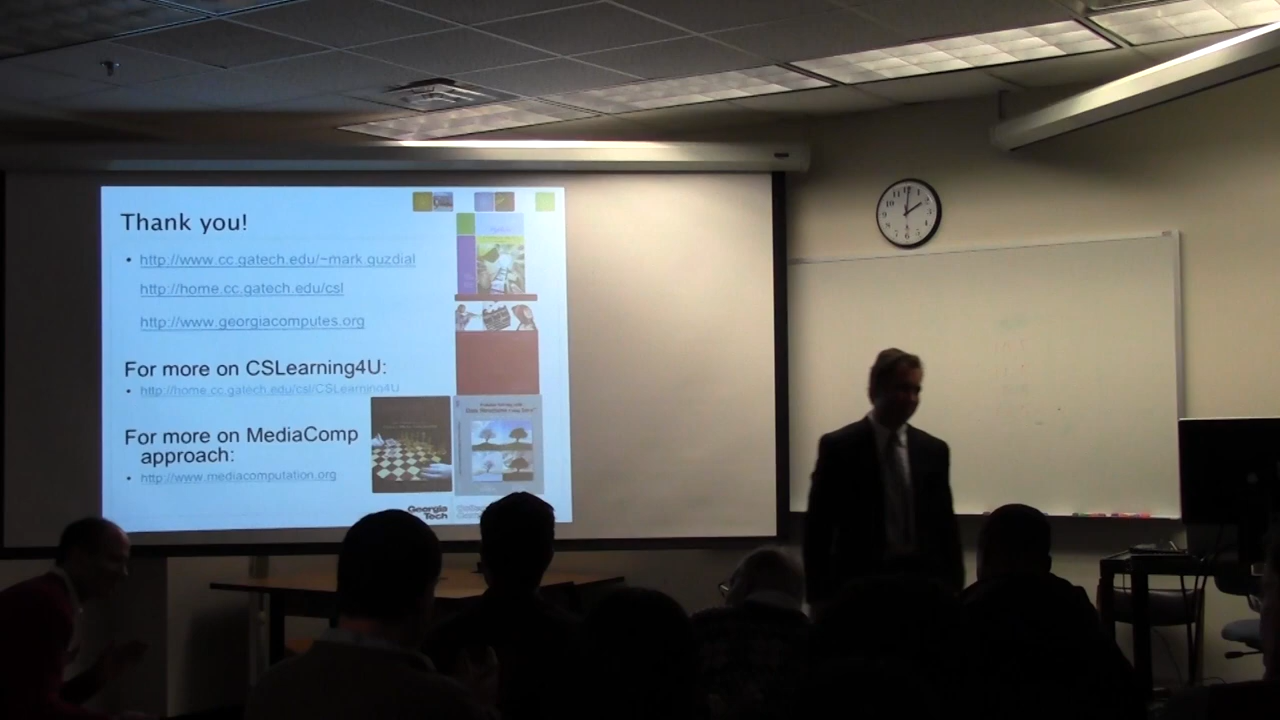 Thank you!
• http://www.cc.gatech.edu/~mark.guzdial
http://home.cc.gatech.edu/csl
http://www.georgiacomputes.org
For more on CSLearning4U:
• http://home.cc.gatech.edu/csl/CSLearning4U
For more on MediaComp
approach:
• http://www.mediacomputation.org
Georgia
Tech